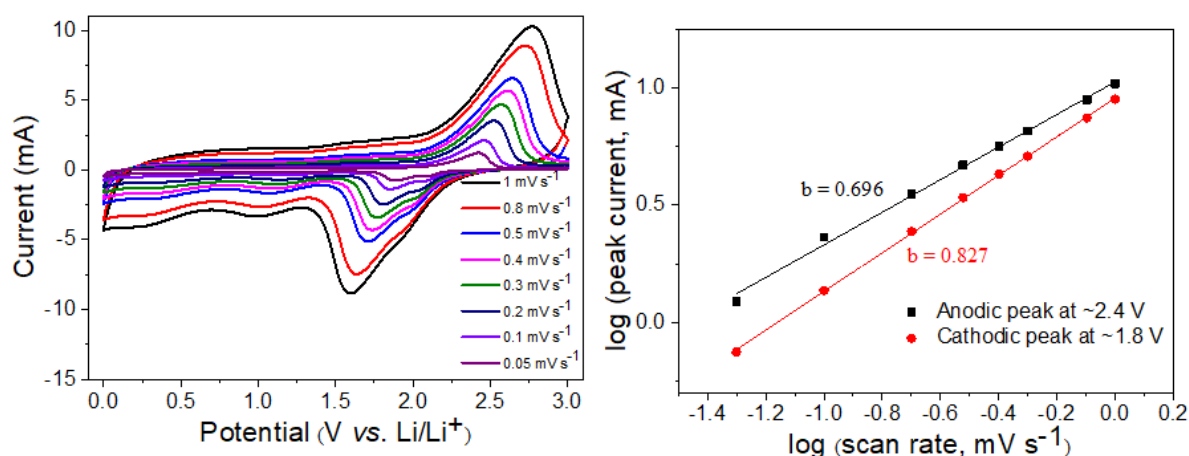 10
5
0
-5
-10
-15
Current (mA)
0.0 0.5 1.0 1.5 2.0 2.5 3.0
Potential (V vs. Li/Li⁺)
1 mV s⁻¹
0.8 mV s⁻¹
0.5 mV s⁻¹
0.4 mV s⁻¹
0.3 mV s⁻¹
0.2 mV s⁻¹
0.1 mV s⁻¹
0.05 mV s⁻¹
log (peak current, mA)
1.0
0.5
0.0
b = 0.696
b = 0.827
Anodic peak at ~2.4 V
Cathodic peak at ~1.8 V
-1.4 -1.2 -1.0 -0.8 -0.6 -0.4 -0.2 0.0 0.2
log (scan rate, mV s⁻¹)